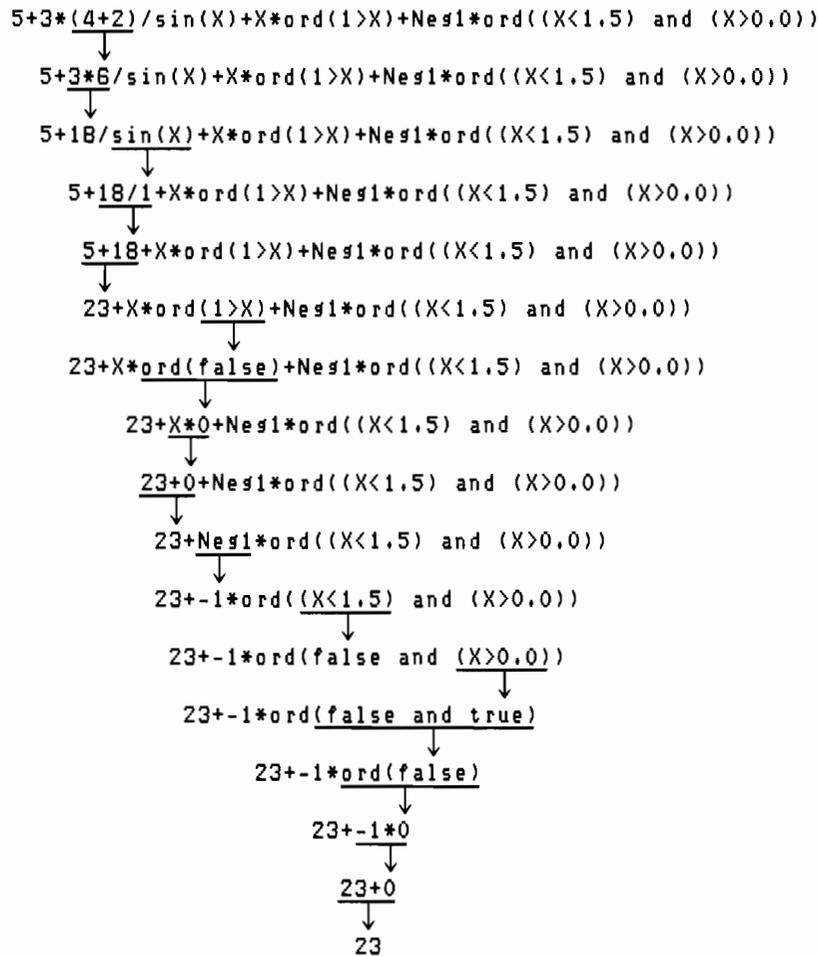 5+3*(4+2)/sin(X)+X*ord(1>X)+Neg1*ord((X<1.5) and (X>0.0))
5+3*6/sin(X)+X*ord(1>X)+Neg1*ord((X<1.5) and (X>0.0))
5+18/sin(X)+X*ord(1>X)+Neg1*ord((X<1.5) and (X>0.0))
5+18/1+X*ord(1>X)+Neg1*ord((X<1.5) and (X>0.0))
5+18+X*ord(1>X)+Neg1*ord((X<1.5) and (X>0.0))
23+X*ord(1>X)+Neg1*ord((X<1.5) and (X>0.0))
23+X*ord(false)+Neg1*ord((X<1.5) and (X>0.0))
23+X*0+Neg1*ord((X<1.5) and (X>0.0))
23+0+Neg1*ord((X<1.5) and (X>0.0))
23+Neg1*ord((X<1.5) and (X>0.0))
23+-1*ord((X<1.5) and (X>0.0))
23+-1*ord(false and (X>0.0))
23+-1*ord(false and true)
23+-1*ord(false)
23+-1*0
23+0
23